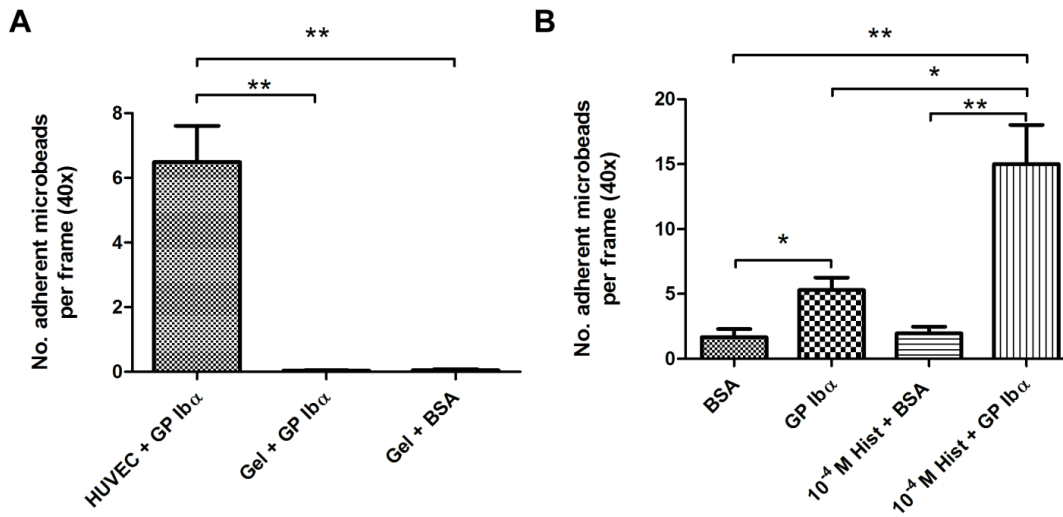 A
**
**
No. adherent microbeads
per frame (40x)
8
6
4
2
0
HUVEC + GP Ibα
Gel + GP Ibα
Gel + BSA
B
**
*
**
*
No. adherent microbeads
per frame (40x)
20
15
10
5
0
BSA
GP Ibα
10⁻⁴ M Hist + BSA
10⁻⁴ M Hist + GP Ibα